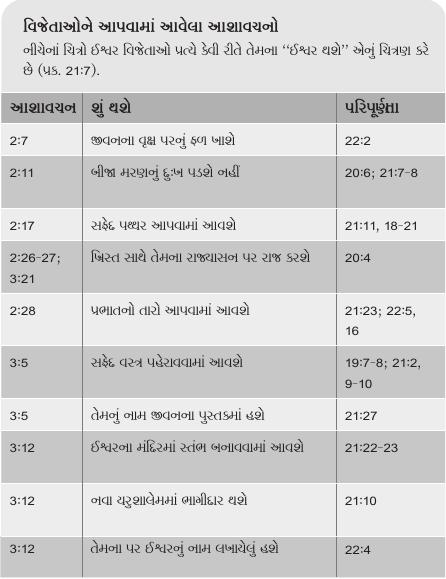 વિજેતાઓને આપવામાં આવેલા આશાવચનો
નીચેનાં ચિત્રો ઈશ્વર વિજેતાઓ પ્રત્યે કેવી રીતે તેમના “ઈશ્વર થશે” એનું ચિત્રણ કરે
છે (પ્રક. 21:7).
આશાવચન શું થશે પરિપૂર્ણતા
2:7 જીવનના વૃક્ષ પરનું ફળ ખાશે 22:2
2:11 બીજા મરણનું દુઃખ પડશે નહીં 20:6; 21:7-8
2:17 સફેદ પથ્થર આપવામાં આવશે 21:11, 18-21
2:26-27; ખ્રિસ્ત સાથે તેમના રાજ્યાસન પર રાજ કરશે 20:4
3:21
2:28 પ્રભાતનો તારો આપવામાં આવશે 21:23; 22:5,
16
3:5 સફેદ વસ્ત્ર પહેરાવવામાં આવશે 19:7-8; 21:2,
9-10
3:5 તેમનું નામ જીવનના પુસ્તકમાં હશે 21:27
3:12 ઈશ્વરના મંદિરમાં સ્તંભ બનાવવામાં આવશે 21:22-23
3:12 નવા યરુશાલેમમાં ભાગીદાર થશે 21:10
3:12 તેમના પર ઈશ્વરનું નામ લખાયેલું હશે 22:4